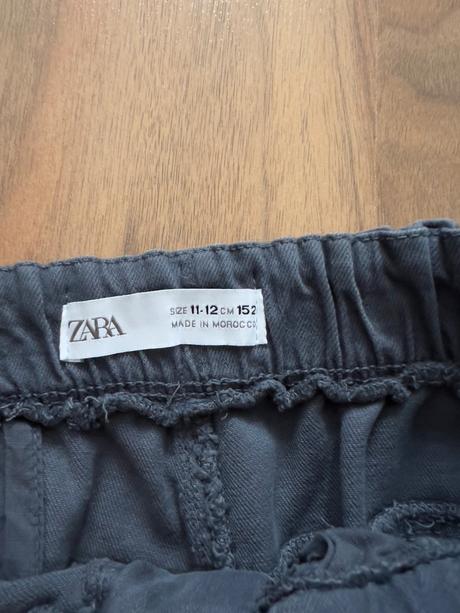 ZARA
SIZE 11-12 CM 152
MADE IN MOROCCO